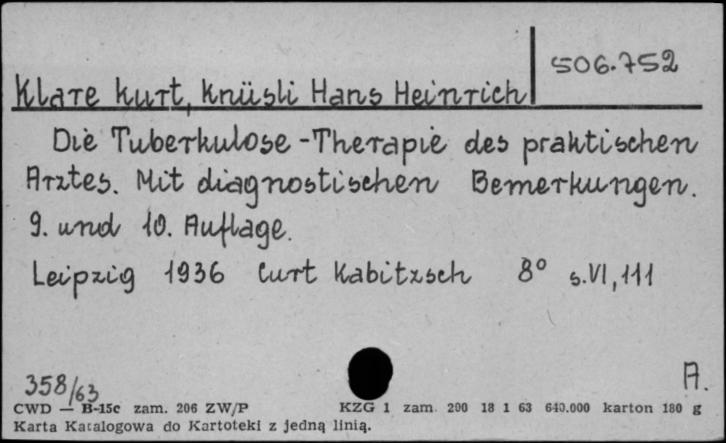 506.752
Klare Kurt, Knüsli Hans Heinrich
Die Tuberkulose-Therapie des praktischen
Arztes. Mit diagnostischen Bemerkungen.
9. und 10. Auflage.
Leipzig 1936 Curt Kabitzsch 8° s.VI,111
358/63
A.
CWD — B-15c zam. 206 ZW/P KZG 1 zam. 200 18 1 63 640.000 karton 180 g
Karta Katalogowa do Kartoteki z jedną linią.